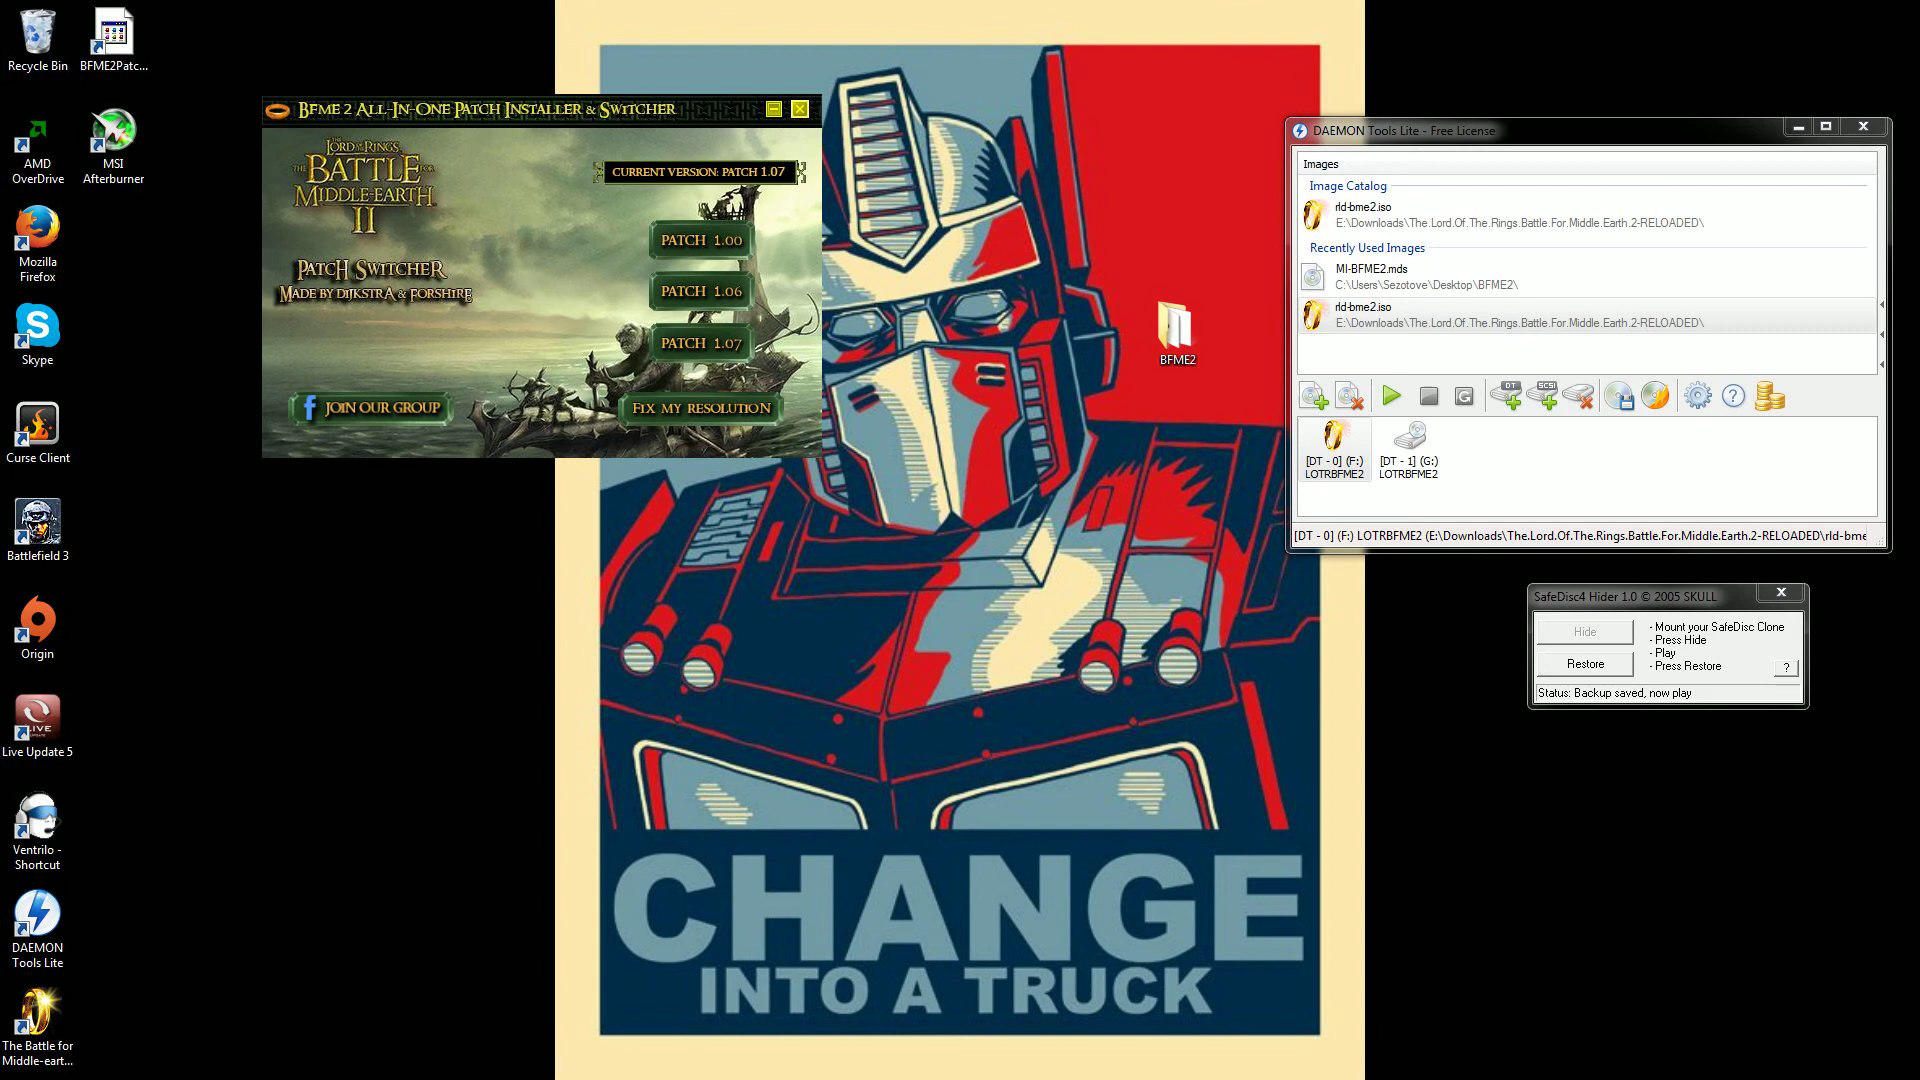 Recycle Bin
BFME2Patc...
AMD
OverDrive
MSI
Afterburner
Mozilla
Firefox
Skype
Curse Client
Battlefield 3
Origin
LIVE
Live Update 5
Ventrilo -
Shortcut
DAEMON
Tools Lite
The Battle for
Middle-eart...
BFME 2 ALL-IN-ONE PATCH INSTALLER & SWITCHER
THE
LORD OF THE RINGS
THE BATTLE FOR
MIDDLE-EARTH
II
CURRENT VERSION: PATCH 1.07
PATCH SWITCHER
MADE BY DIJKSTRA & FORSHIRE
PATCH 1.00
PATCH 1.06
PATCH 1.07
f JOIN OUR GROUP
FIX MY RESOLUTION
BFME2
CHANGE
INTO A TRUCK
DAEMON Tools Lite - Free License
Images
Image Catalog
rld-bme2.iso
E:\Downloads\The.Lord.Of.The.Rings.Battle.For.Middle.Earth.2-RELOADED\
Recently Used Images
MI-BFME2.mds
C:\Users\Sezotove\Desktop\BFME2\
rld-bme2.iso
E:\Downloads\The.Lord.Of.The.Rings.Battle.For.Middle.Earth.2-RELOADED\
G
DT
SCSI
?
[DT - 0] (F:)
LOTRBFME2
[DT - 1] (G:)
LOTRBFME2
[DT - 0] (F:) LOTRBFME2 (E:\Downloads\The.Lord.Of.The.Rings.Battle.For.Middle.Earth.2-RELOADED\rld-bme
SafeDisc4 Hider 1.0 © 2005 SKULL
Hide
Restore
- Mount your SafeDisc Clone
- Press Hide
- Play
- Press Restore
?
Status: Backup saved, now play